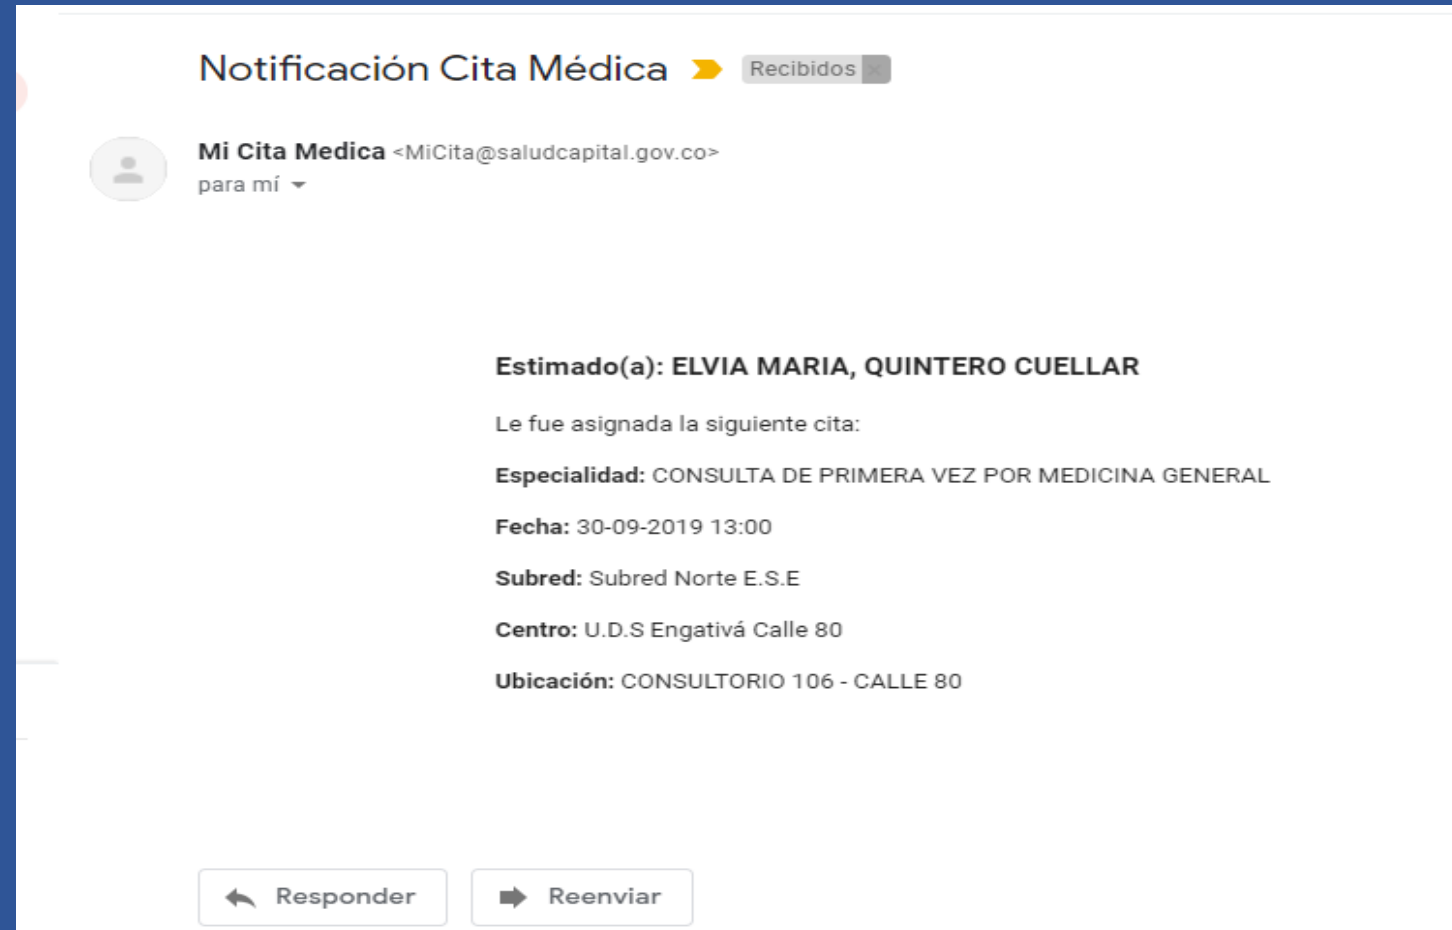 Notificación Cita Médica Recibidos x
Mi Cita Medica <MiCita@saludcapital.gov.co>
para mí
Estimado(a): ELVIA MARIA, QUINTERO CUELLAR
Le fue asignada la siguiente cita:
Especialidad: CONSULTA DE PRIMERA VEZ POR MEDICINA GENERAL
Fecha: 30-09-2019 13:00
Subred: Subred Norte E.S.E
Centro: U.D.S Engativá Calle 80
Ubicación: CONSULTORIO 106 - CALLE 80
Responder Reenviar